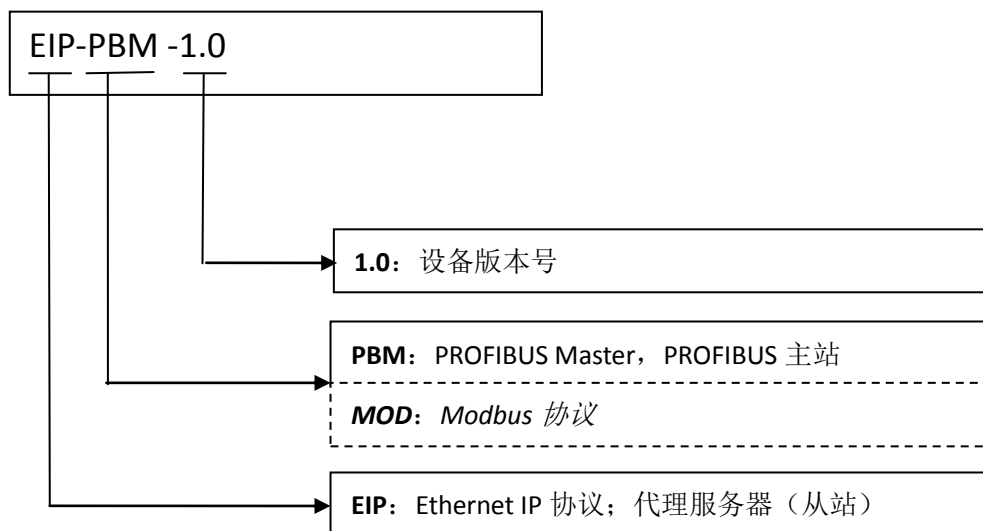 EIP-PBM -1.0
1.0：设备版本号
PBM：PROFIBUS Master，PROFIBUS 主站
MOD：Modbus 协议
EIP：Ethernet IP 协议；代理服务器（从站）